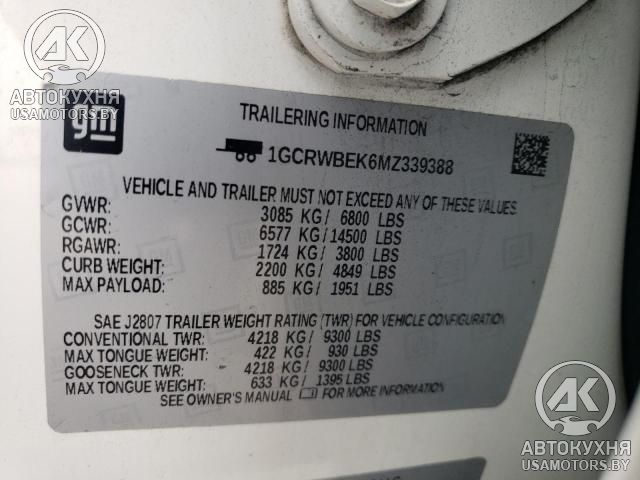 AK
АВТОКУХНЯ
USAMOTORS.BY
gm
TRAILERING INFORMATION
1GCRWBEK6MZ339388
VEHICLE AND TRAILER MUST NOT EXCEED ANY OF THESE VALUES
GVWR: 3085 KG/ 6800 LBS
GCWR: 6577 KG/14500 LBS
RGAWR: 1724 KG/ 3800 LBS
CURB WEIGHT: 2200 KG/ 4849 LBS
MAX PAYLOAD: 885 KG/ 1951 LBS
SAE J2807 TRAILER WEIGHT RATING (TWR) FOR VEHICLE CONFIGURATION
CONVENTIONAL TWR: 4218 KG/ 9300 LBS
MAX TONGUE WEIGHT: 422 KG/ 930 LBS
GOOSENECK TWR: 4218 KG/ 9300 LBS
MAX TONGUE WEIGHT: 633 KG/ 1395 LBS
SEE OWNER'S MANUAL FOR MORE INFORMATION
AK
АВТОКУХНЯ
USAMOTORS.BY